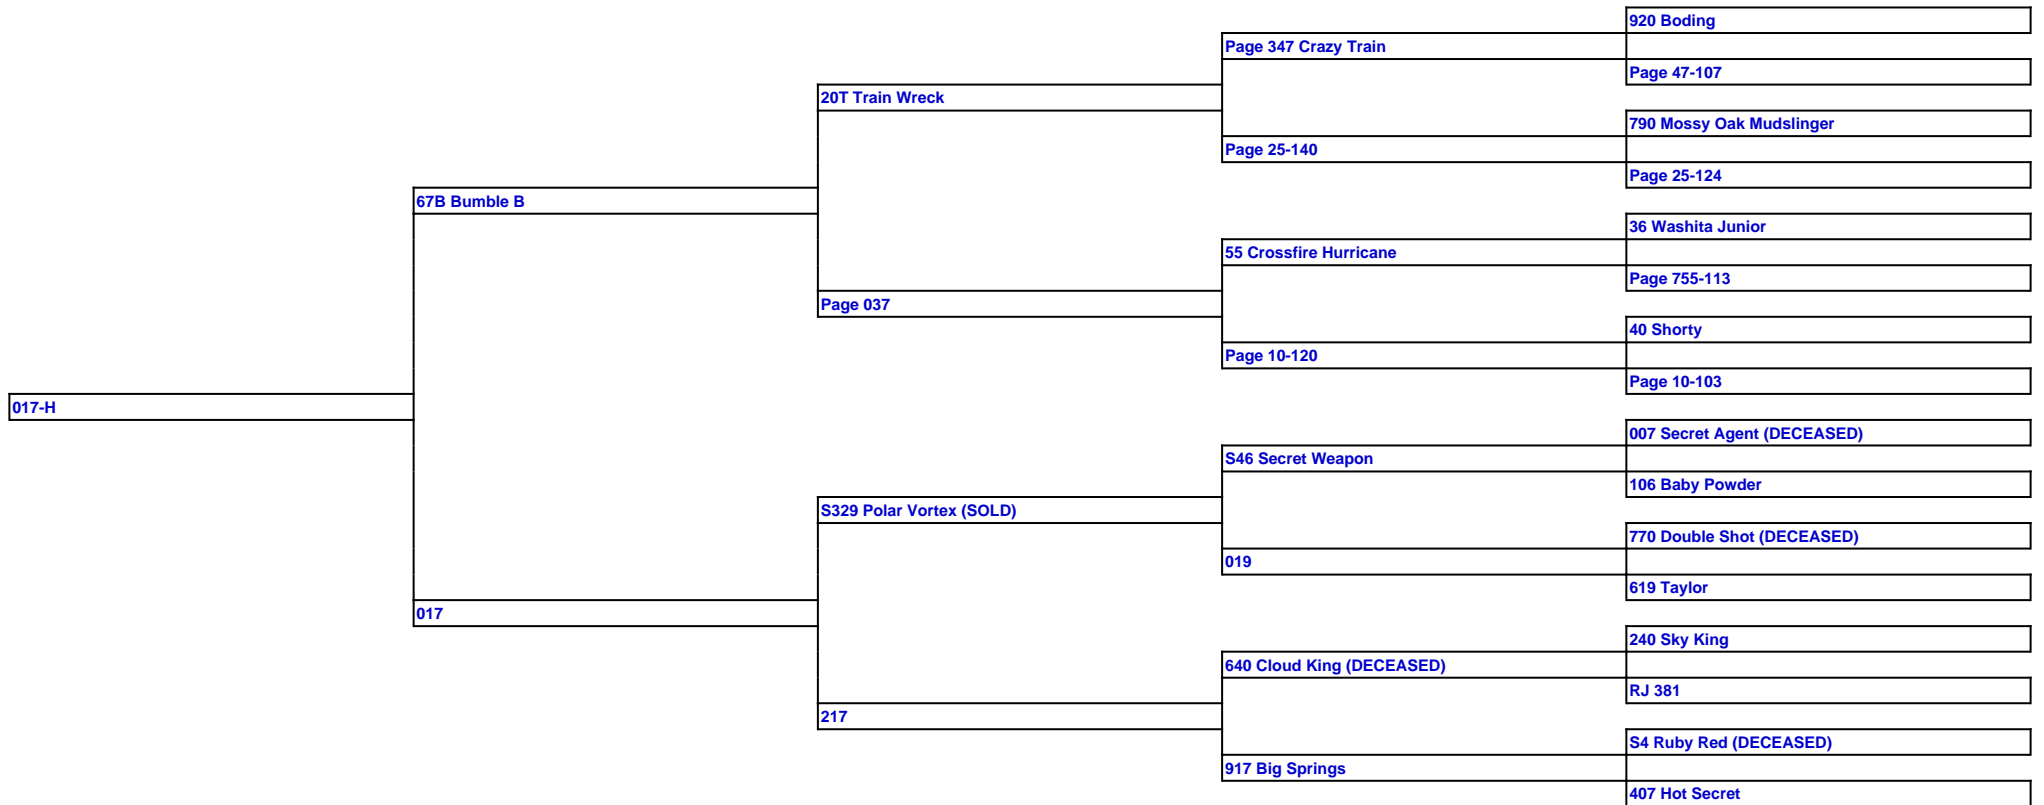 920 Boding
Page 347 Crazy Train
Page 47-107
20T Train Wreck
790 Mossy Oak Mudslinger
Page 25-140
Page 25-124
67B Bumble B
36 Washita Junior
55 Crossfire Hurricane
Page 755-113
Page 037
40 Shorty
Page 10-120
Page 10-103
017-H
007 Secret Agent (DECEASED)
S46 Secret Weapon
106 Baby Powder
S329 Polar Vortex (SOLD)
770 Double Shot (DECEASED)
019
619 Taylor
017
240 Sky King
640 Cloud King (DECEASED)
RJ 381
217
S4 Ruby Red (DECEASED)
917 Big Springs
407 Hot Secret